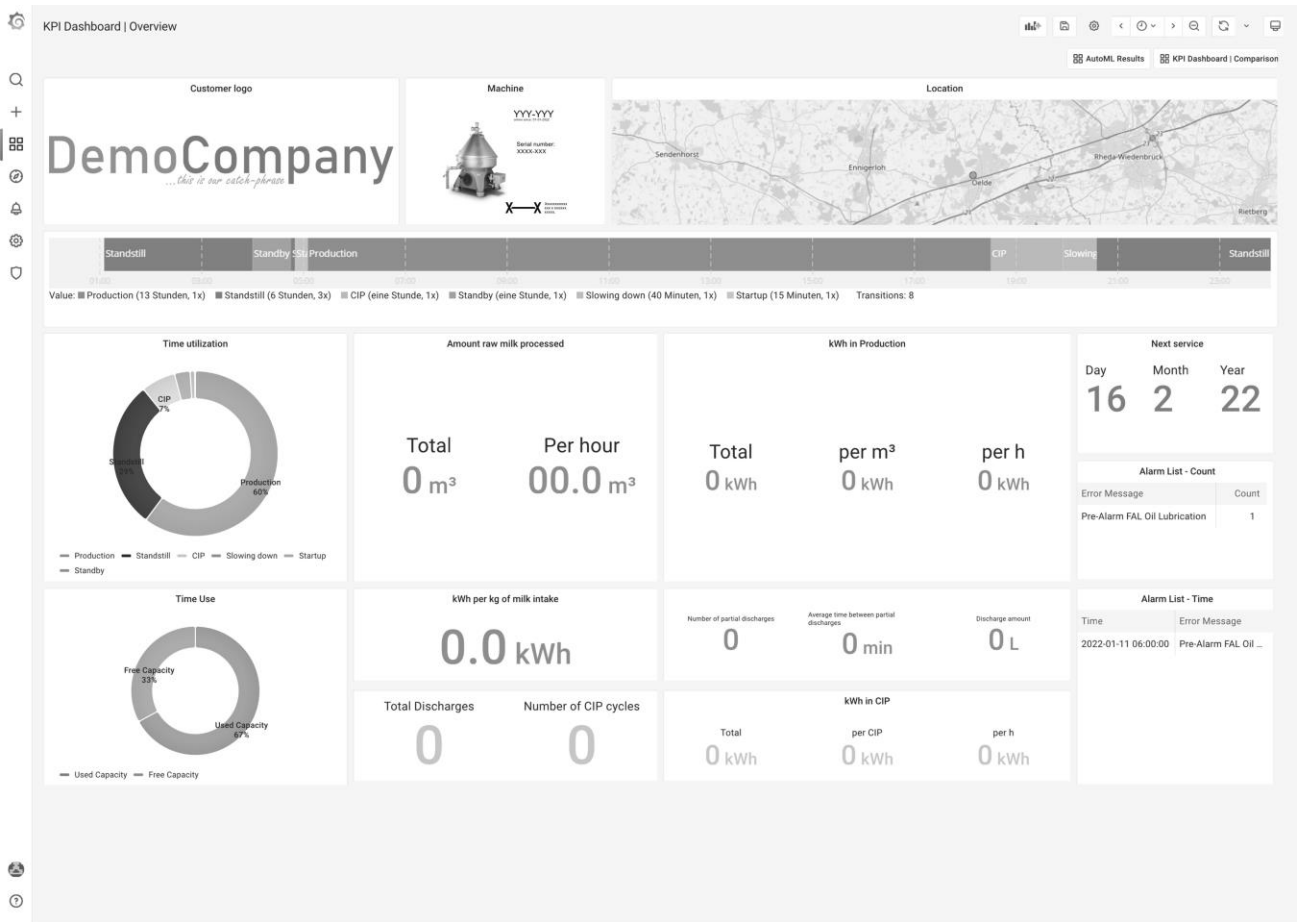 KPI Dashboard | Overview
AutoML Results
KPI Dashboard | Comparison
Customer logo
DemoCompany
...this is our catch-phrase
Machine
YYY-YYY
Serial number:
XXXX-XXX
X—X
Location
Sendenhorst
Ennigerloh
Oelde
Rheda-Wiedenbrück
Rietberg
Standstill
Standby
Production
CIP
Slowing
Standstill
01:00 03:00 05:00 07:00 09:00 11:00 13:00 15:00 17:00 19:00 21:00 23:00
Value: Production (13 Stunden, 1x) Standstill (6 Stunden, 3x) CIP (eine Stunde, 1x) Standby (eine Stunde, 1x) Slowing down (40 Minuten, 1x) Startup (15 Minuten, 1x) Transitions: 8
Time utilization
CIP
7%
Standstill
Production
60%
Production Standstill CIP Slowing down Startup
Standby
Amount raw milk processed
Total Per hour
0 m³ 00.0 m³
kWh in Production
Total per m³ per h
0 kWh 0 kWh 0 kWh
Next service
Day Month Year
16 2 22
Alarm List - Count
Error Message Count
Pre-Alarm FAL Oil Lubrication 1
Time Use
Free Capacity
33%
Used Capacity
67%
Used Capacity Free Capacity
kWh per kg of milk intake
0.0 kWh
Number of partial discharges
0
Average time between partial
discharges
0 min
Discharge amount
0 L
Total Discharges Number of CIP cycles
0 0
kWh in CIP
Total per CIP per h
0 kWh 0 kWh 0 kWh
Alarm List - Time
Time Error Message
2022-01-11 06:00:00 Pre-Alarm FAL Oil ...